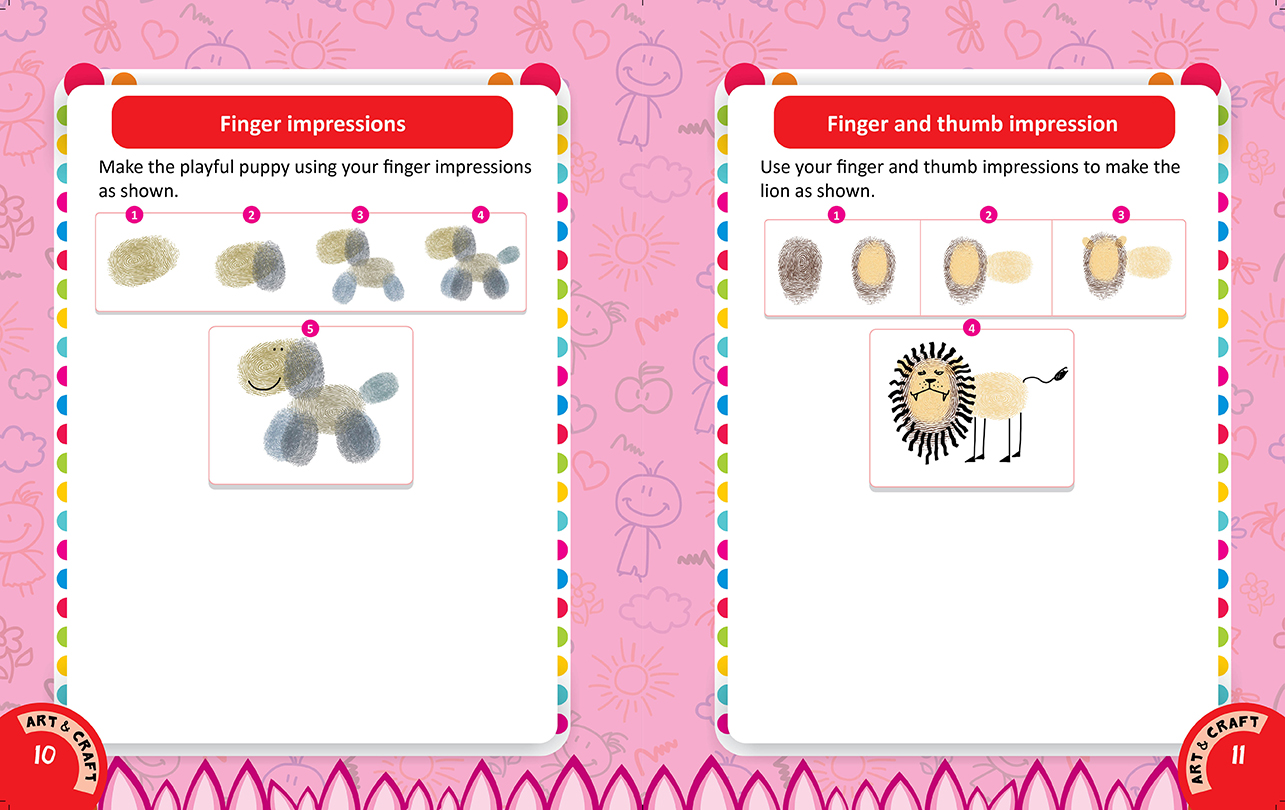 Finger impressions
Make the playful puppy using your finger impressions
as shown.
1 2 3 4
5
ART & CRAFT
10
Finger and thumb impression
Use your finger and thumb impressions to make the
lion as shown.
1 2 3
4
ART & CRAFT
11